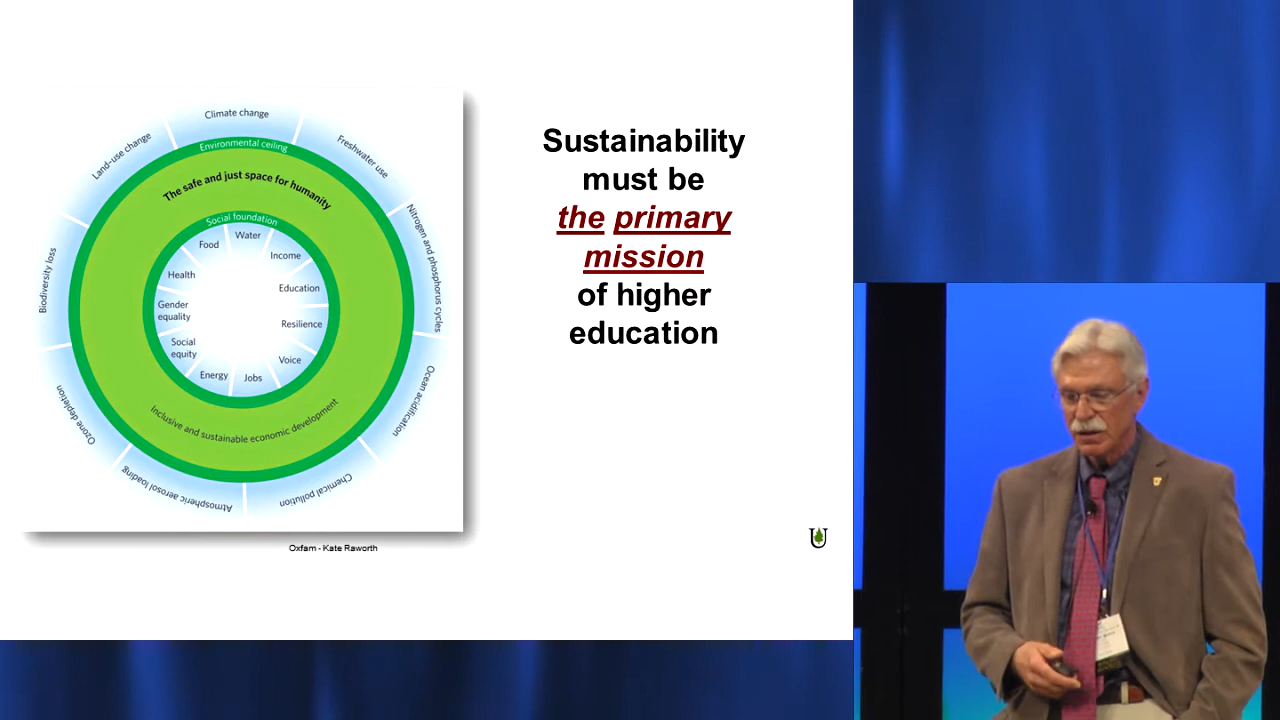 Climate change
Freshwater use
Nitrogen and phosphorus cycles
Ocean acidification
Chemical pollution
Atmospheric aerosol loading
Ozone depletion
Biodiversity loss
Land-use change
Environmental ceiling
The safe and just space for humanity
Social foundation
Water
Income
Education
Resilience
Voice
Jobs
Energy
Social
equity
Gender
equality
Health
Food
Inclusive and sustainable economic development
Oxfam - Kate Raworth
Sustainability
must be
the primary
mission
of higher
education
U